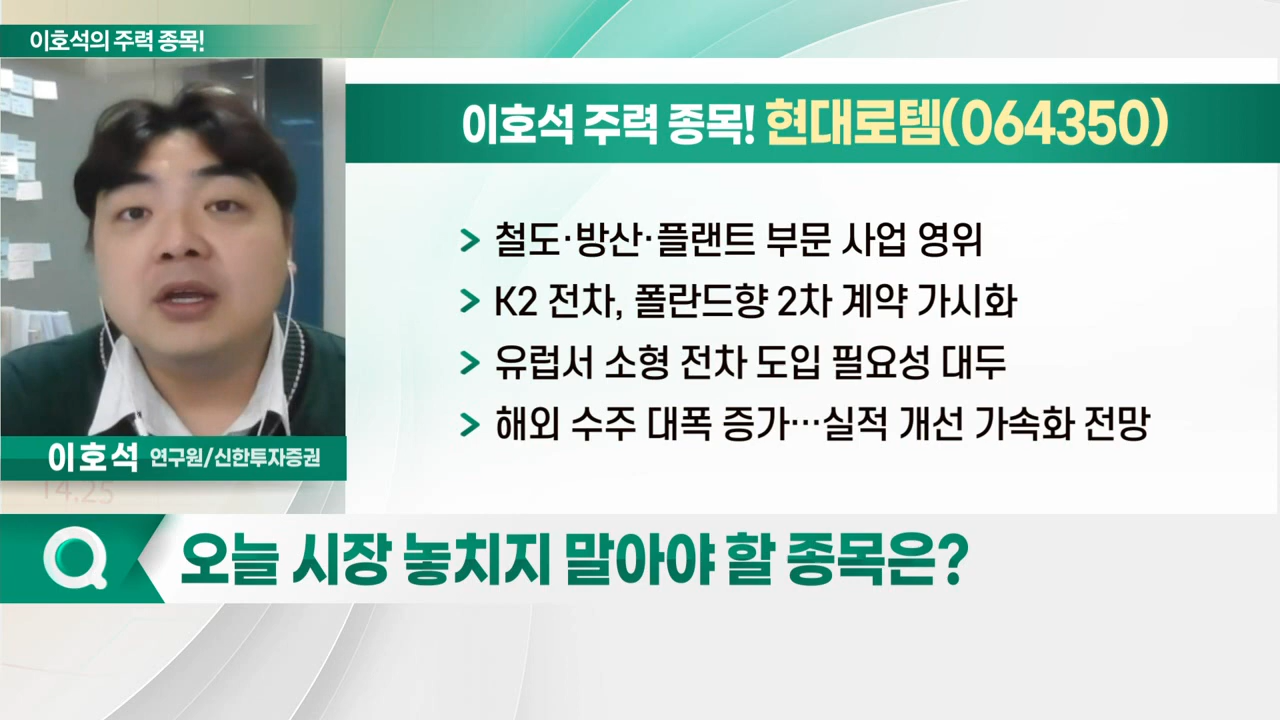 이호석의 주력 종목!
이호석 주력 종목! 현대로템(064350)
> 철도·방산·플랜트 부문 사업 영위
> K2 전차, 폴란드향 2차 계약 가시화
> 유럽서 소형 전차 도입 필요성 대두
> 해외 수주 대폭 증가…실적 개선 가속화 전망
이호석 연구원/신한투자증권
14.25
Q 오늘 시장 놓치지 말아야 할 종목은?